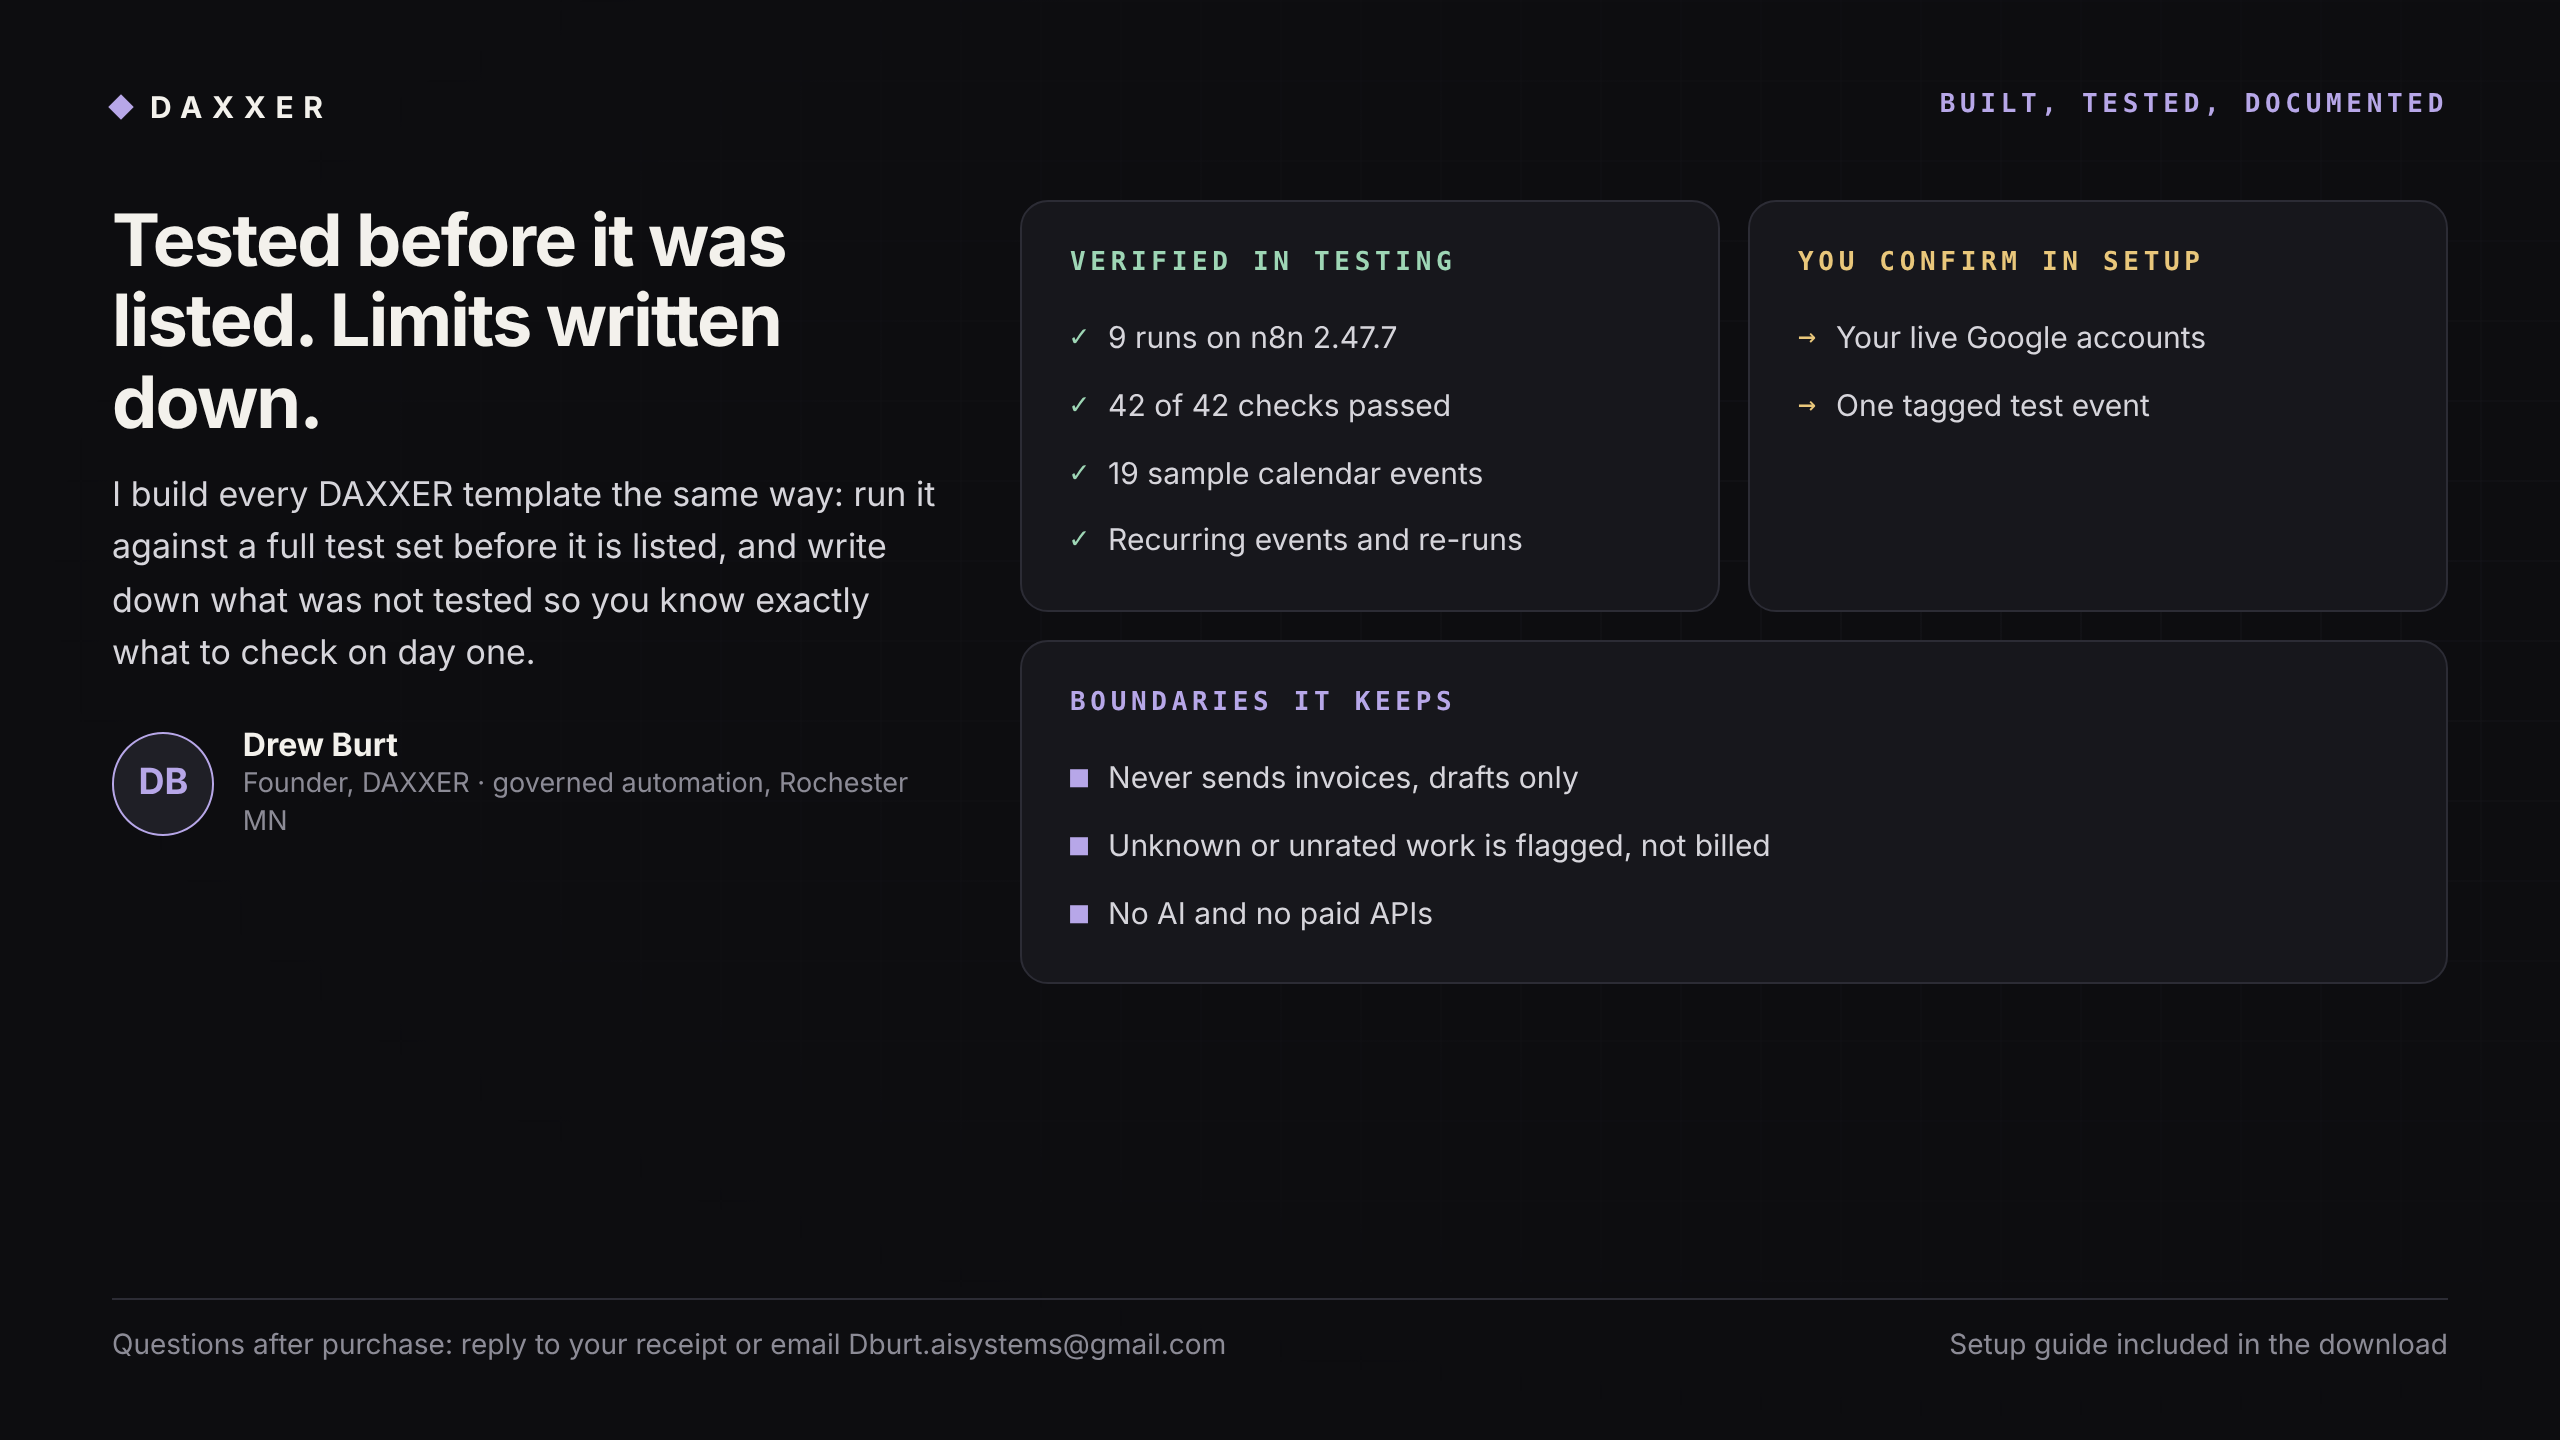 DAXXER
BUILT, TESTED, DOCUMENTED
Tested before it was
listed. Limits written
down.
I build every DAXXER template the same way: run it
against a full test set before it is listed, and write
down what was not tested so you know exactly
what to check on day one.
DB
Drew Burt
Founder, DAXXER · governed automation, Rochester
MN
VERIFIED IN TESTING
✓ 9 runs on n8n 2.47.7
✓ 42 of 42 checks passed
✓ 19 sample calendar events
✓ Recurring events and re-runs
YOU CONFIRM IN SETUP
→ Your live Google accounts
→ One tagged test event
BOUNDARIES IT KEEPS
■ Never sends invoices, drafts only
■ Unknown or unrated work is flagged, not billed
■ No AI and no paid APIs
Questions after purchase: reply to your receipt or email Dburt.aisystems@gmail.com
Setup guide included in the download